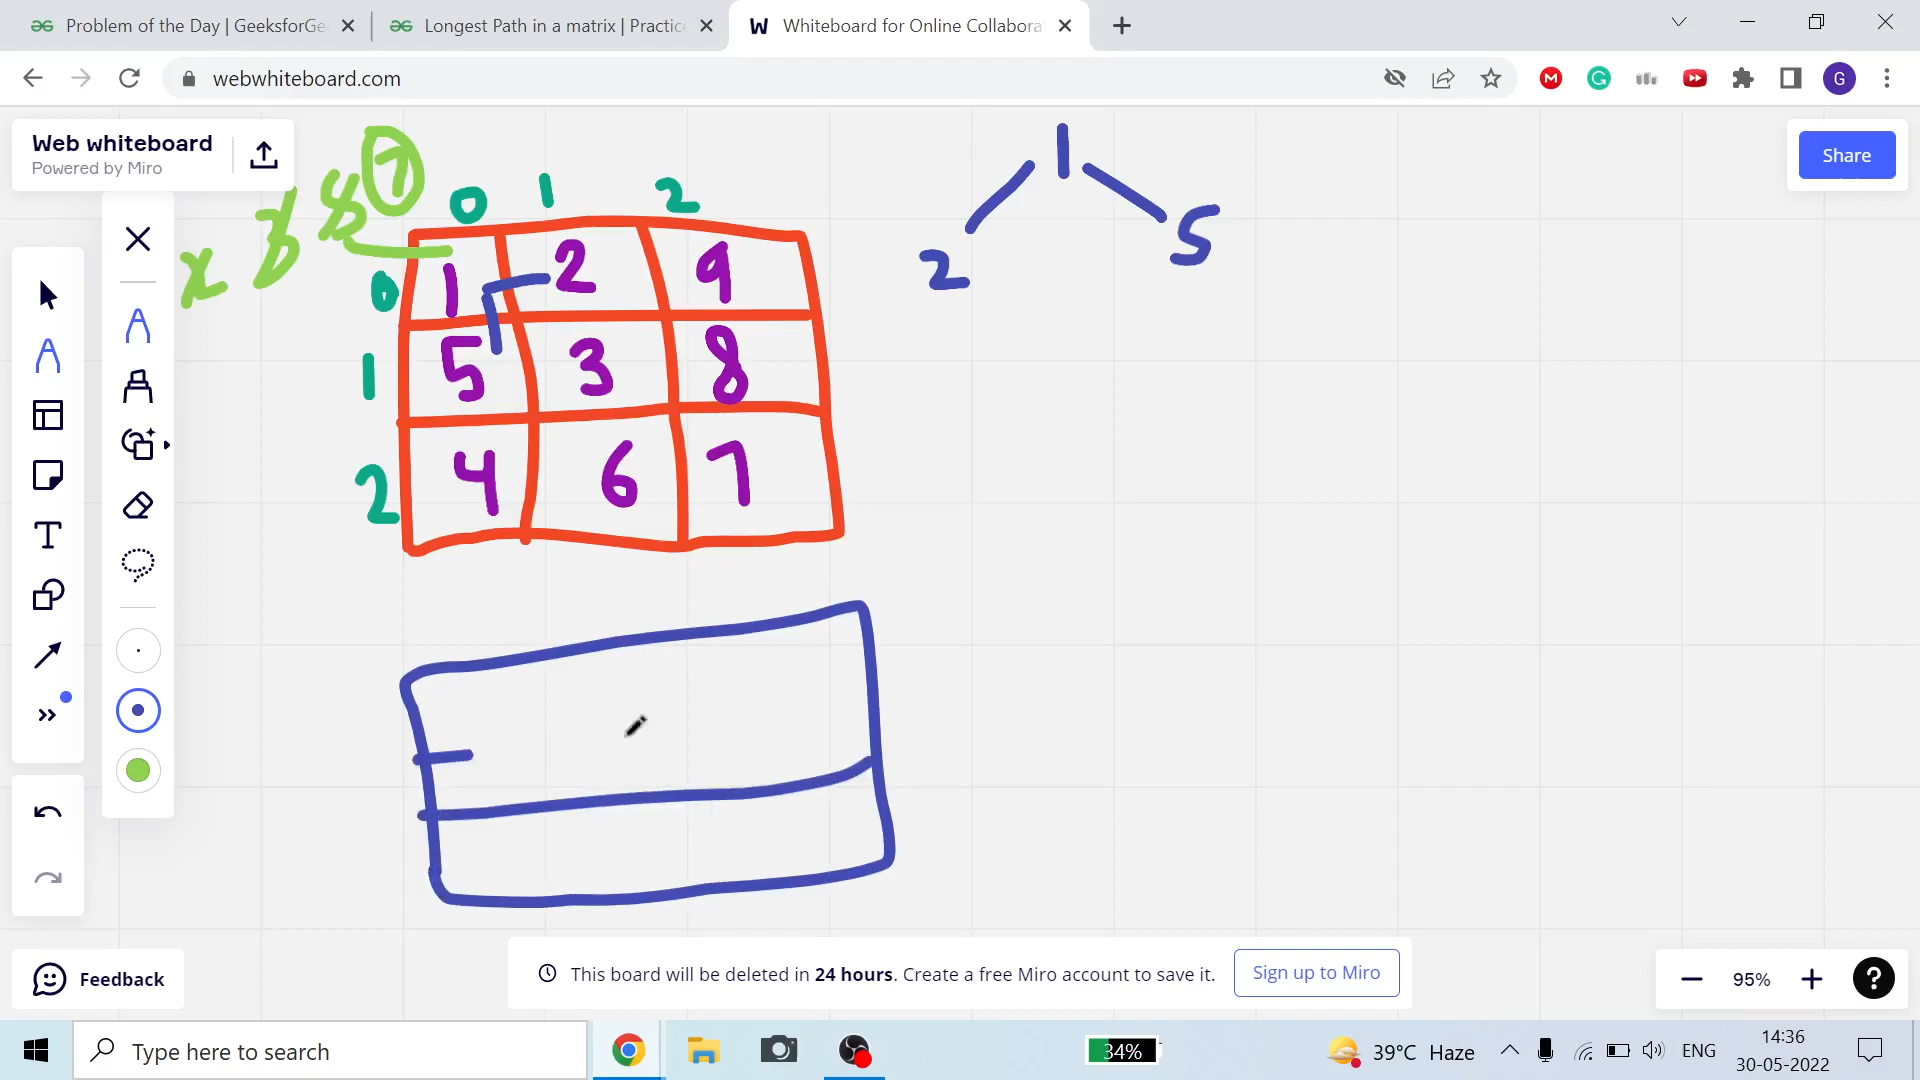 Problem of the Day | GeeksforGe
Longest Path in a matrix | Practice
Whiteboard for Online Collabora
webwhiteboard.com
G
Web whiteboard
Powered by Miro
Share
7
0 1 2
0 1 2 9
1 5 3 8
2 4 6 7
1
2 5
Feedback
This board will be deleted in 24 hours. Create a free Miro account to save it.
Sign up to Miro
95%
?
Type here to search
34%
39°C Haze
ENG
14:36
30-05-2022